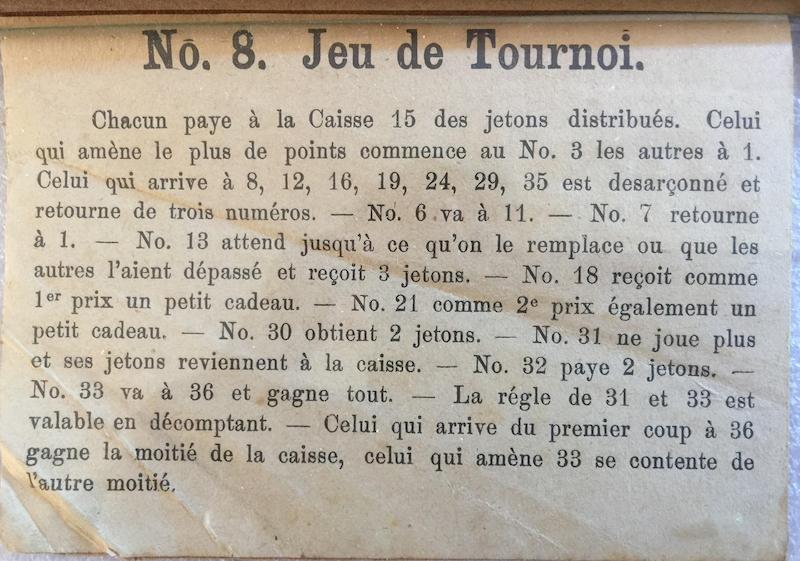 No. 8. Jeu de Tournoi.
Chacun paye à la Caisse 15 des jetons distribués. Celui
qui amène le plus de points commence au No. 3 les autres à 1.
Celui qui arrive à 8, 12, 16, 19, 24, 29, 35 est desarçonné et
retourne de trois numéros. — No. 6 va à 11. — No. 7 retourne
à 1. — No. 13 attend jusqu'à ce qu'on le remplace ou que les
autres l'aient dépassé et reçoit 3 jetons. — No. 18 reçoit comme
1er prix un petit cadeau. — No. 21 comme 2e prix également un
petit cadeau. — No. 30 obtient 2 jetons. — No. 31 ne joue plus
et ses jetons reviennent à la caisse. — No. 32 paye 2 jetons. —
No. 33 va à 36 et gagne tout. — La régle de 31 et 33 est
valable en décomptant. — Celui qui arrive du premier coup à 36
gagne la moitié de la caisse, celui qui amène 33 se contente de
l'autre moitié.